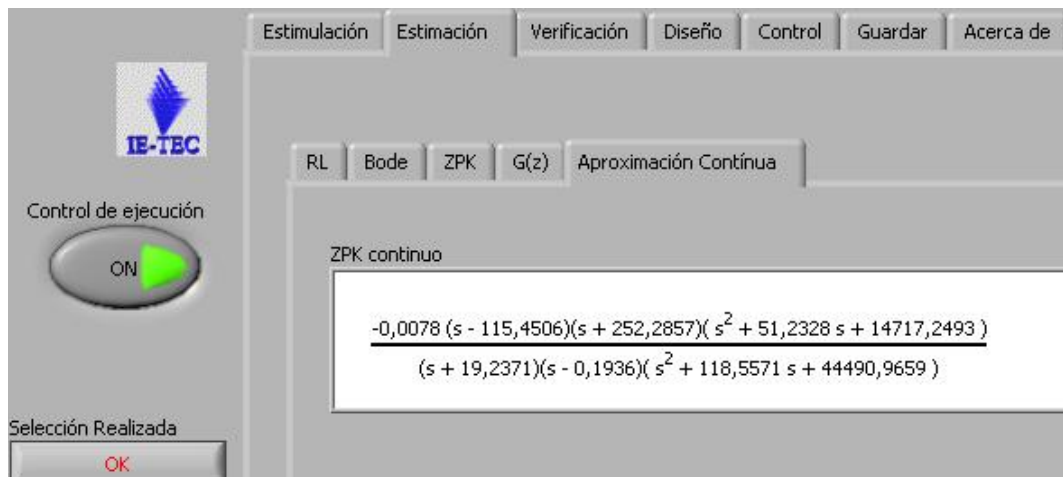 Estimulación Estimación Verificación Diseño Control Guardar Acerca de
IE-TEC
RL Bode ZPK G(z) Aproximación Contínua
Control de ejecución
ON
ZPK continuo
-0,0078 (s - 115,4506)(s + 252,2857)( s² + 51,2328 s + 14717,2493 )
(s + 19,2371)(s - 0,1936)( s² + 118,5571 s + 44490,9659 )
Selección Realizada
OK